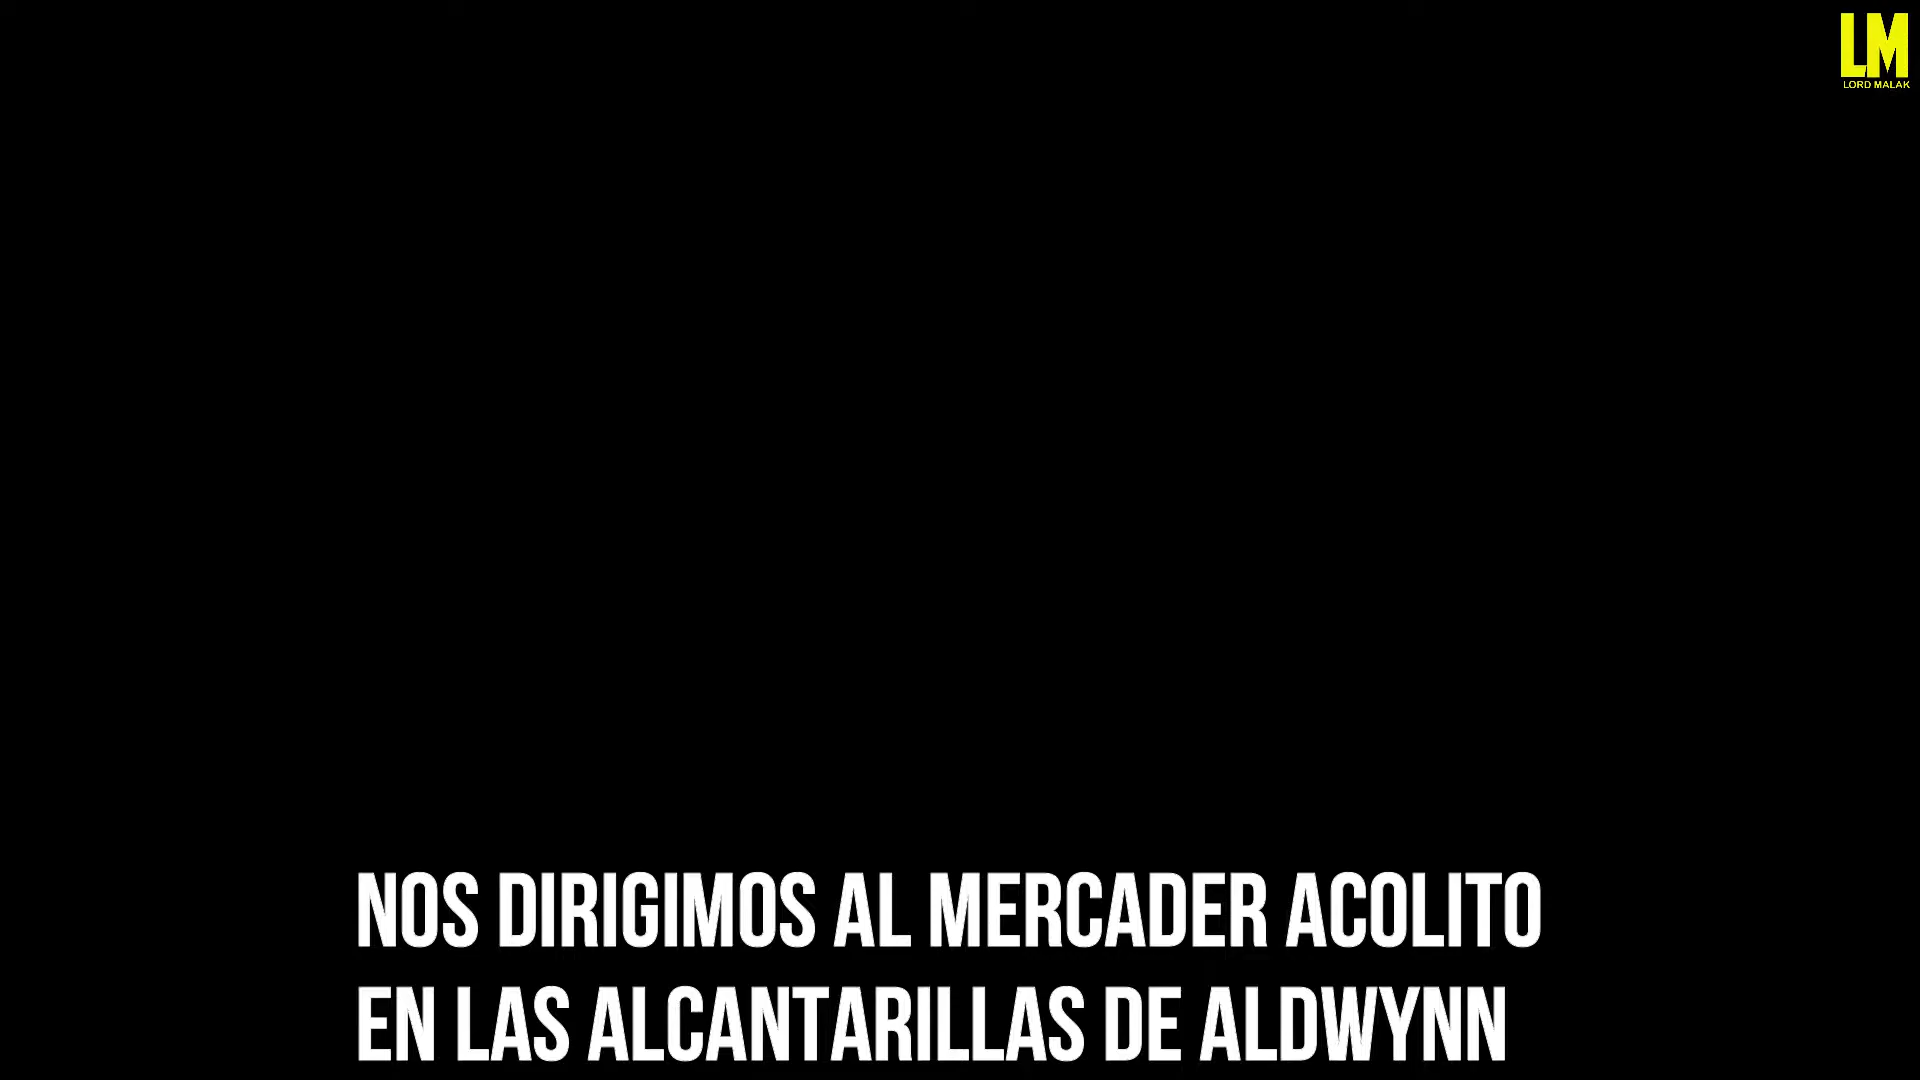 LM
LORD MALAK
NOS DIRIGIMOS AL MERCADER ACOLITO
EN LAS ALCANTARILLAS DE ALDWYNN